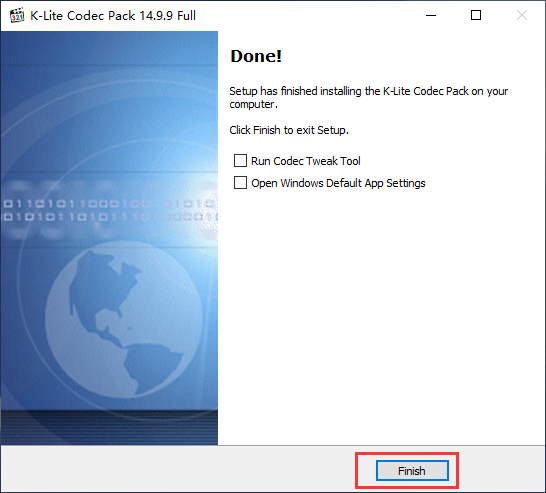 K-Lite Codec Pack 14.9.9 Full
Done!
Setup has finished installing the K-Lite Codec Pack on your
computer.
Click Finish to exit Setup.
Run Codec Tweak Tool
Open Windows Default App Settings
Finish